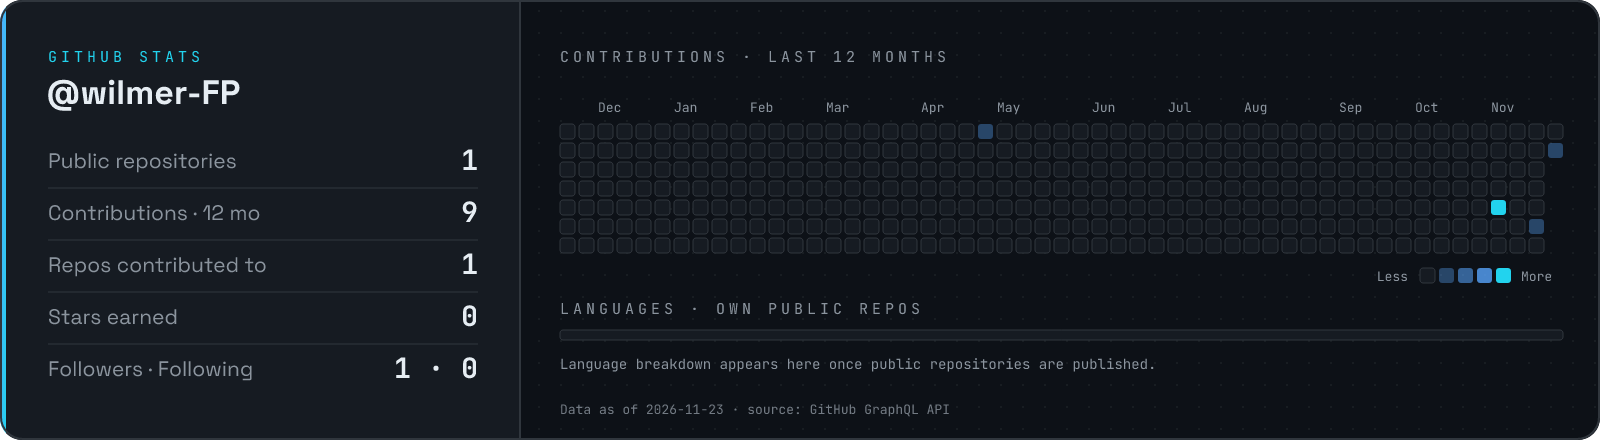 GITHUB STATS
@wilmer-FP
Public repositories 1
Contributions · 12 mo 9
Repos contributed to 1
Stars earned 0
Followers · Following 1 · 0
CONTRIBUTIONS · LAST 12 MONTHS
Dec Jan Feb Mar Apr May Jun Jul Aug Sep Oct Nov
Less More
LANGUAGES · OWN PUBLIC REPOS
Language breakdown appears here once public repositories are published.
Data as of 2026-11-23 · source: GitHub GraphQL API